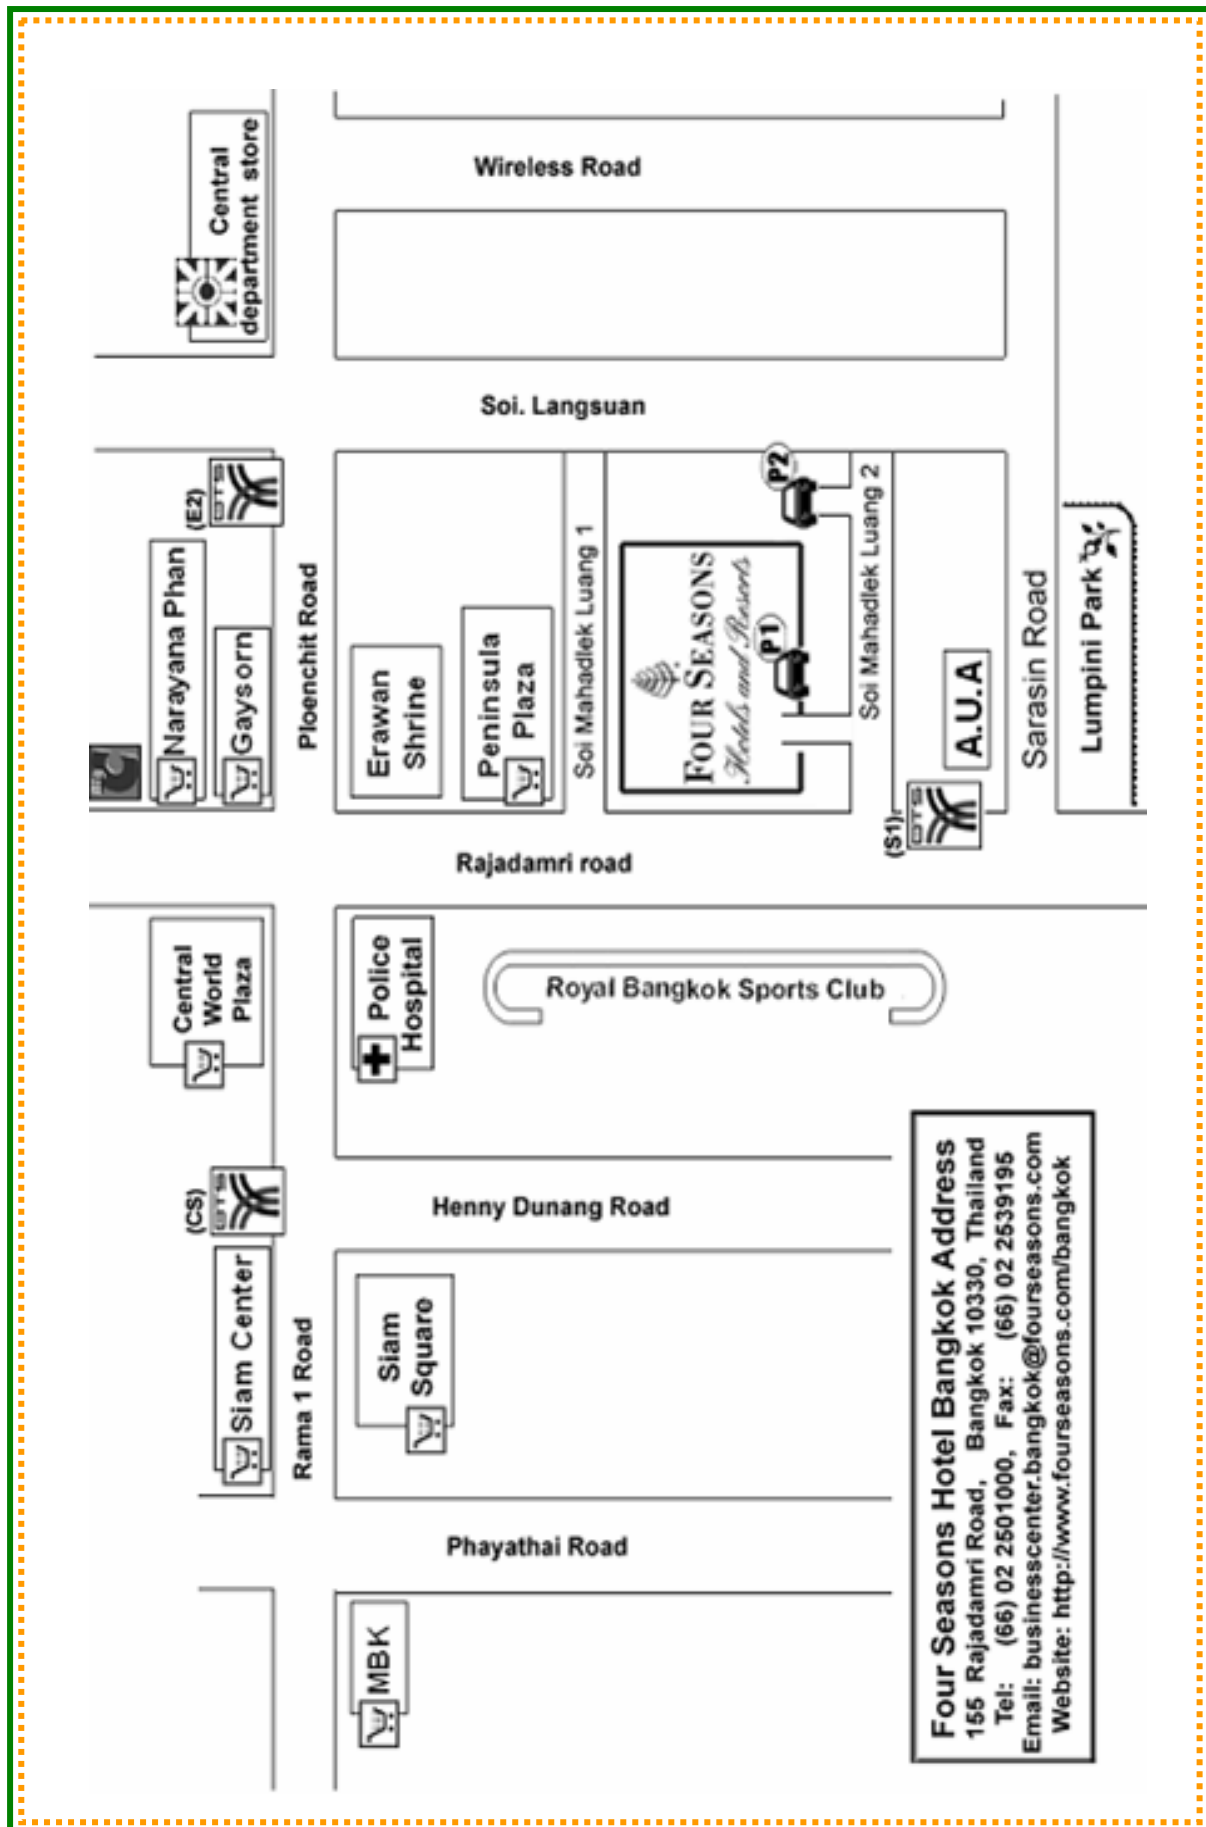 Central
department store
Wireless Road
Soi. Langsuan
(E2)
BTS
Narayana Phan
Gaysorn
Ploenchit Road
Erawan
Shrine
Peninsula
Plaza
Soi Mahadlek Luang 1
FOUR SEASONS
Hotels and Resorts
P1
P2
Soi Mahadlek Luang 2
A.U.A
(S1)
BTS
Sarasin Road
Lumpini Park
Rajadamri road
Central
World
Plaza
Police
Hospital
Royal Bangkok Sports Club
(CS)
BTS
Siam Center
Henny Dunang Road
Rama 1 Road
Siam
Square
Phayathai Road
MBK
Four Seasons Hotel Bangkok Address
155 Rajadamri Road, Bangkok 10330, Thailand
Tel: (66) 02 2501000, Fax: (66) 02 2539195
Email: businesscenter.bangkok@fourseasons.com
Website: http://www.fourseasons.com/bangkok